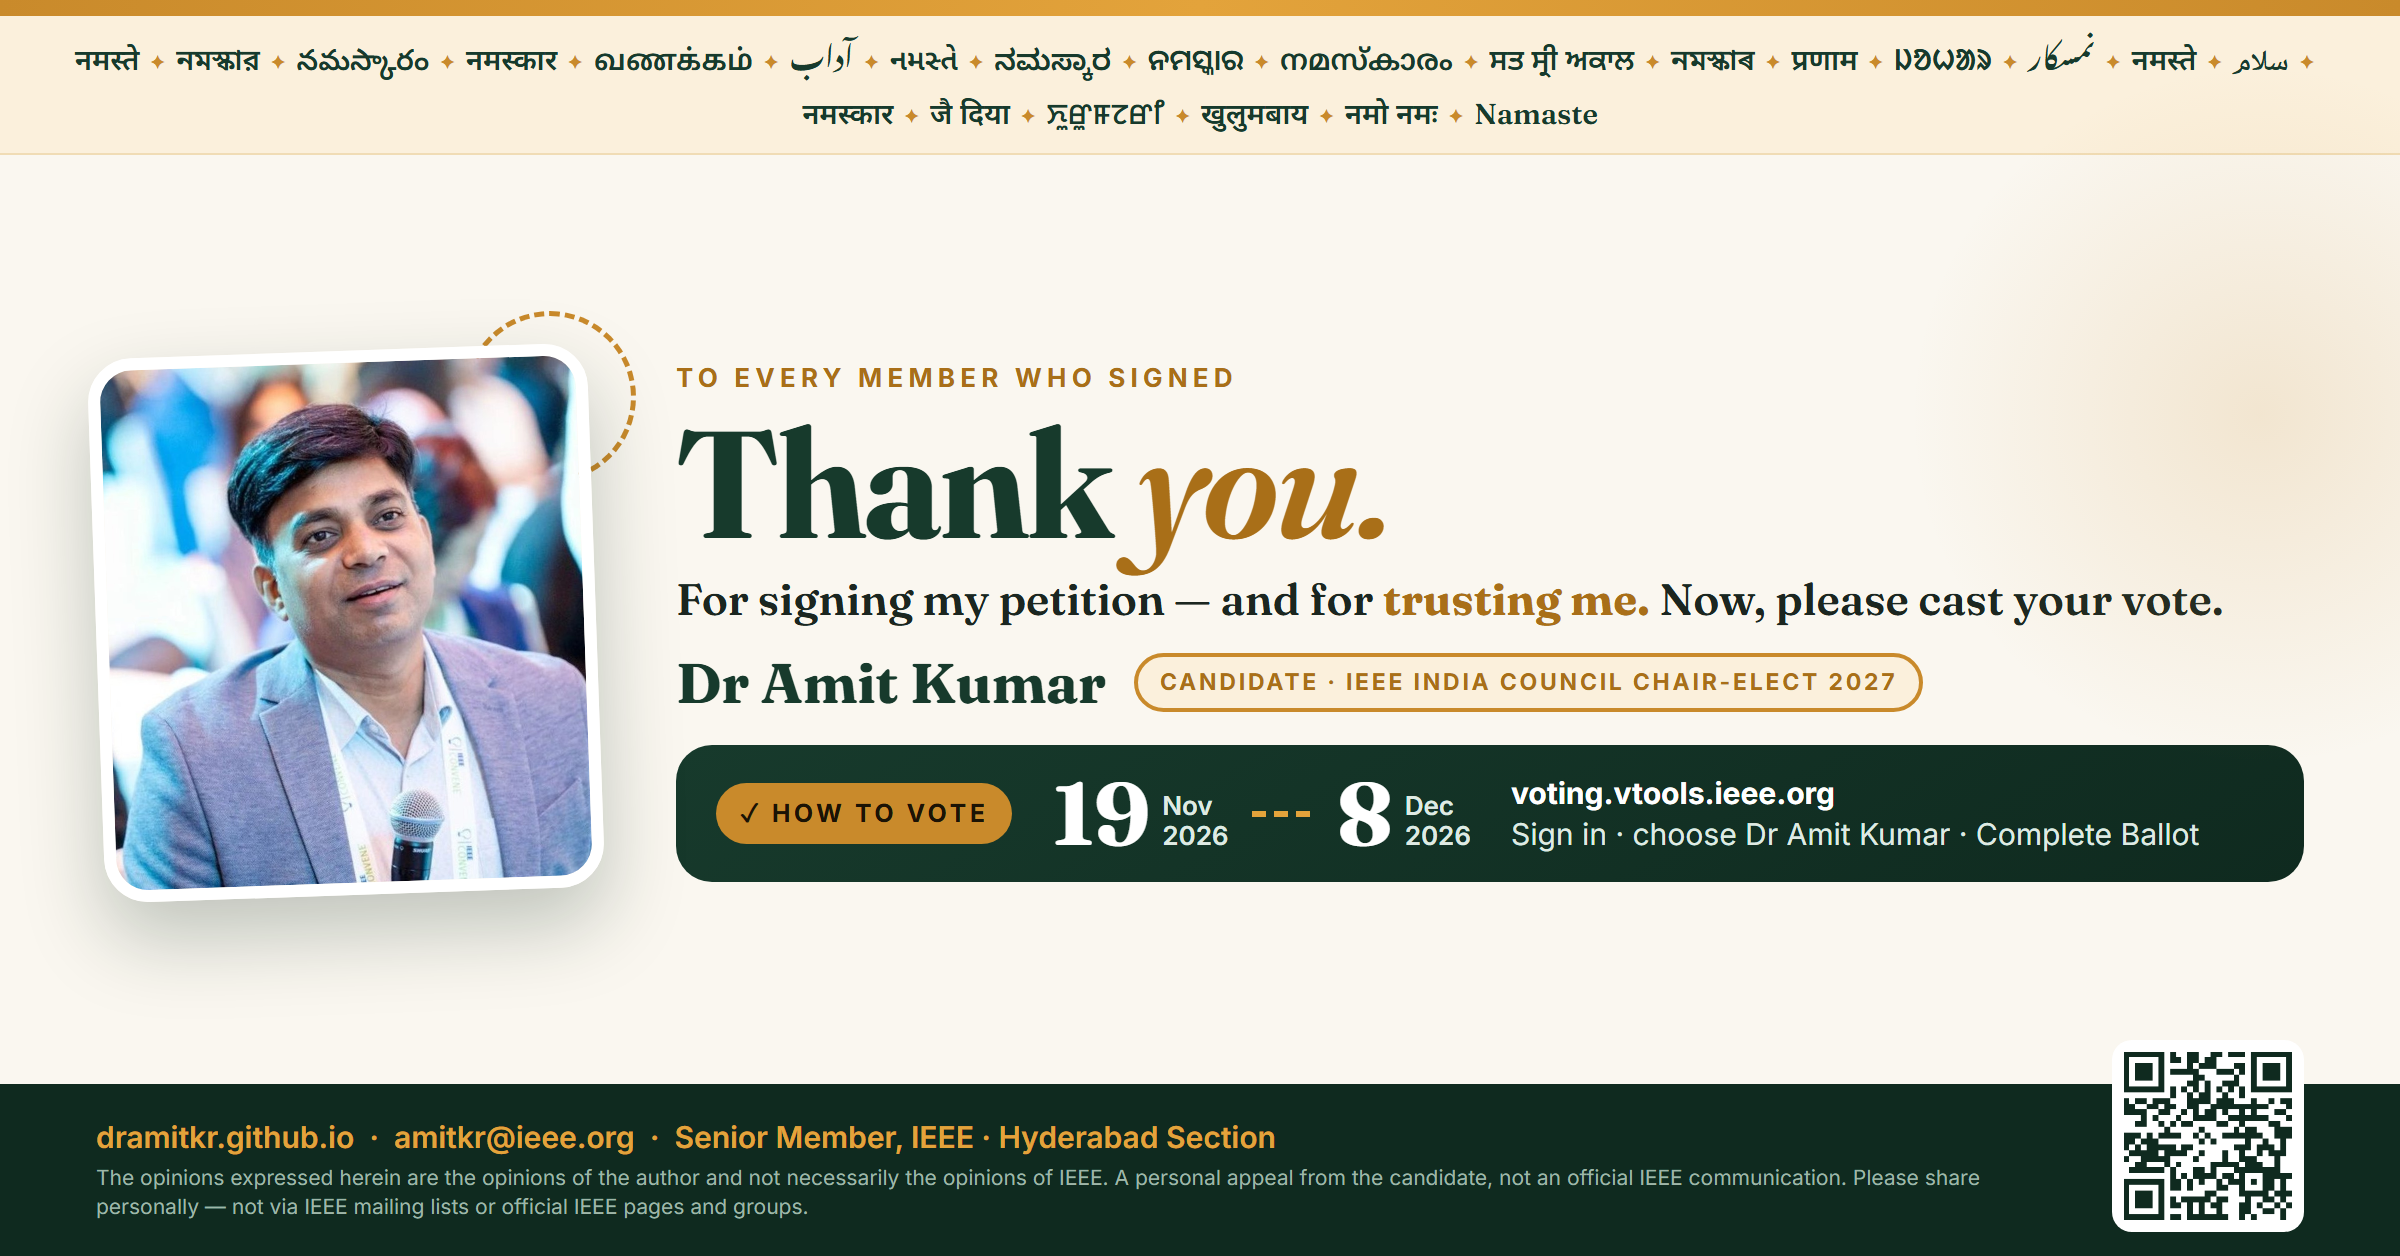 नमस्ते ✦ নমস্কার ✦ నమస్కారం ✦ नमस्कार ✦ வணக்கம் ✦ آداب ✦ નમસ્તે ✦ ನಮಸ್ಕಾರ ✦ ନମସ୍କାର ✦ നമസ്കാരം ✦ ਸਤ ਸ੍ਰੀ ਅਕਾਲ ✦ নমস্কাৰ ✦ प्रणाम ✦ ᱡᱚᱦᱟᱨ ✦ نمسكار ✦ नमस्ते ✦ سلام ✦
नमस्कार ✦ जै दिया ✦ ꯈꯨꯔꯨꯝꯖꯔꯤ ✦ खुलुमबाय ✦ नमो नमः ✦ Namaste
TO EVERY MEMBER WHO SIGNED
Thank you.
For signing my petition — and for trusting me. Now, please cast your vote.
Dr Amit Kumar
CANDIDATE · IEEE INDIA COUNCIL CHAIR-ELECT 2027
✓ HOW TO VOTE
19 Nov 2026 --- 8 Dec 2026
voting.vtools.ieee.org
Sign in · choose Dr Amit Kumar · Complete Ballot
dramitkr.github.io · amitkr@ieee.org · Senior Member, IEEE · Hyderabad Section
The opinions expressed herein are the opinions of the author and not necessarily the opinions of IEEE. A personal appeal from the candidate, not an official IEEE communication. Please share
personally — not via IEEE mailing lists or official IEEE pages and groups.